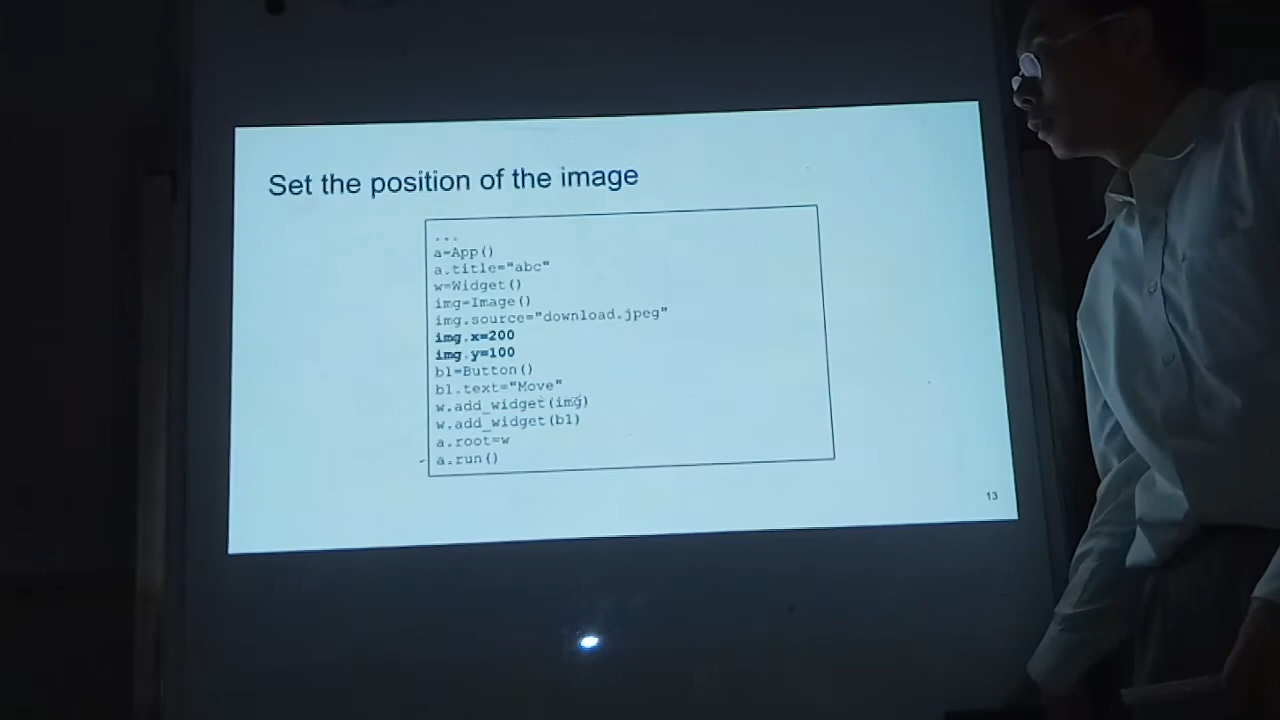 Set the position of the image
...
a=App()
a.title="abc"
w=Widget()
img=Image()
img.source="download.jpeg"
img.x=200
img.y=100
b1=Button()
b1.text="Move"
w.add_widget(img)
w.add_widget(b1)
a.root=w
a.run()
13